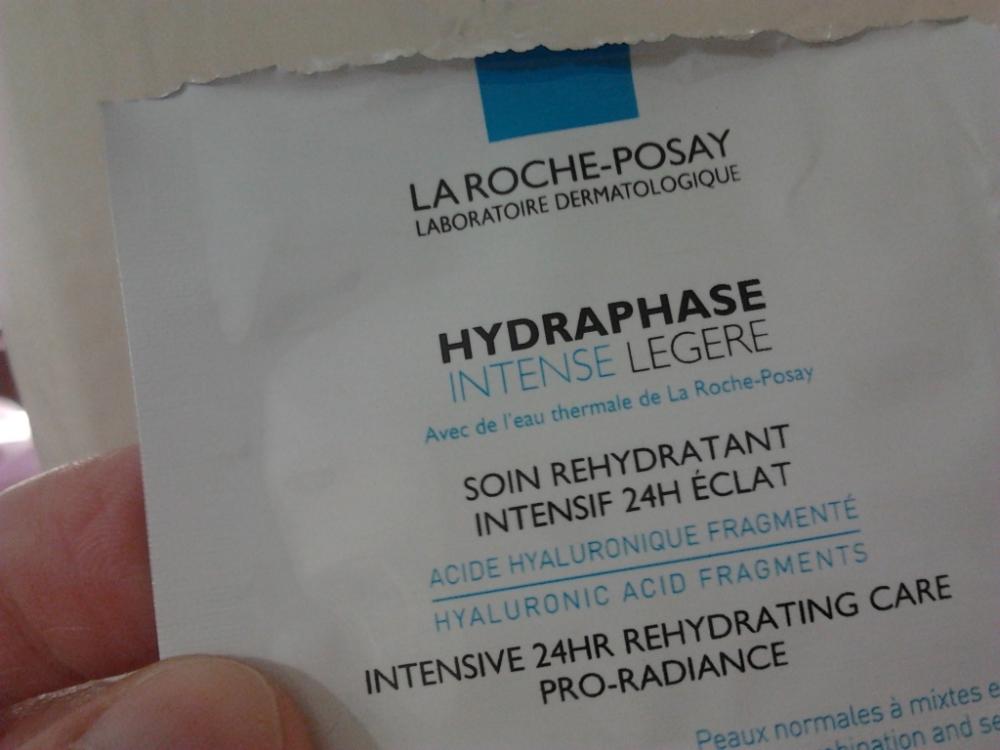 LA ROCHE-POSAY
LABORATOIRE DERMATOLOGIQUE
HYDRAPHASE
INTENSE LEGERE
Avec de l'eau thermale de La Roche-Posay
SOIN REHYDRATANT
INTENSIF 24H ÉCLAT
ACIDE HYALURONIQUE FRAGMENTÉ
HYALURONIC ACID FRAGMENTS
INTENSIVE 24HR REHYDRATING CARE
PRO-RADIANCE
Peaux normales à mixtes
and